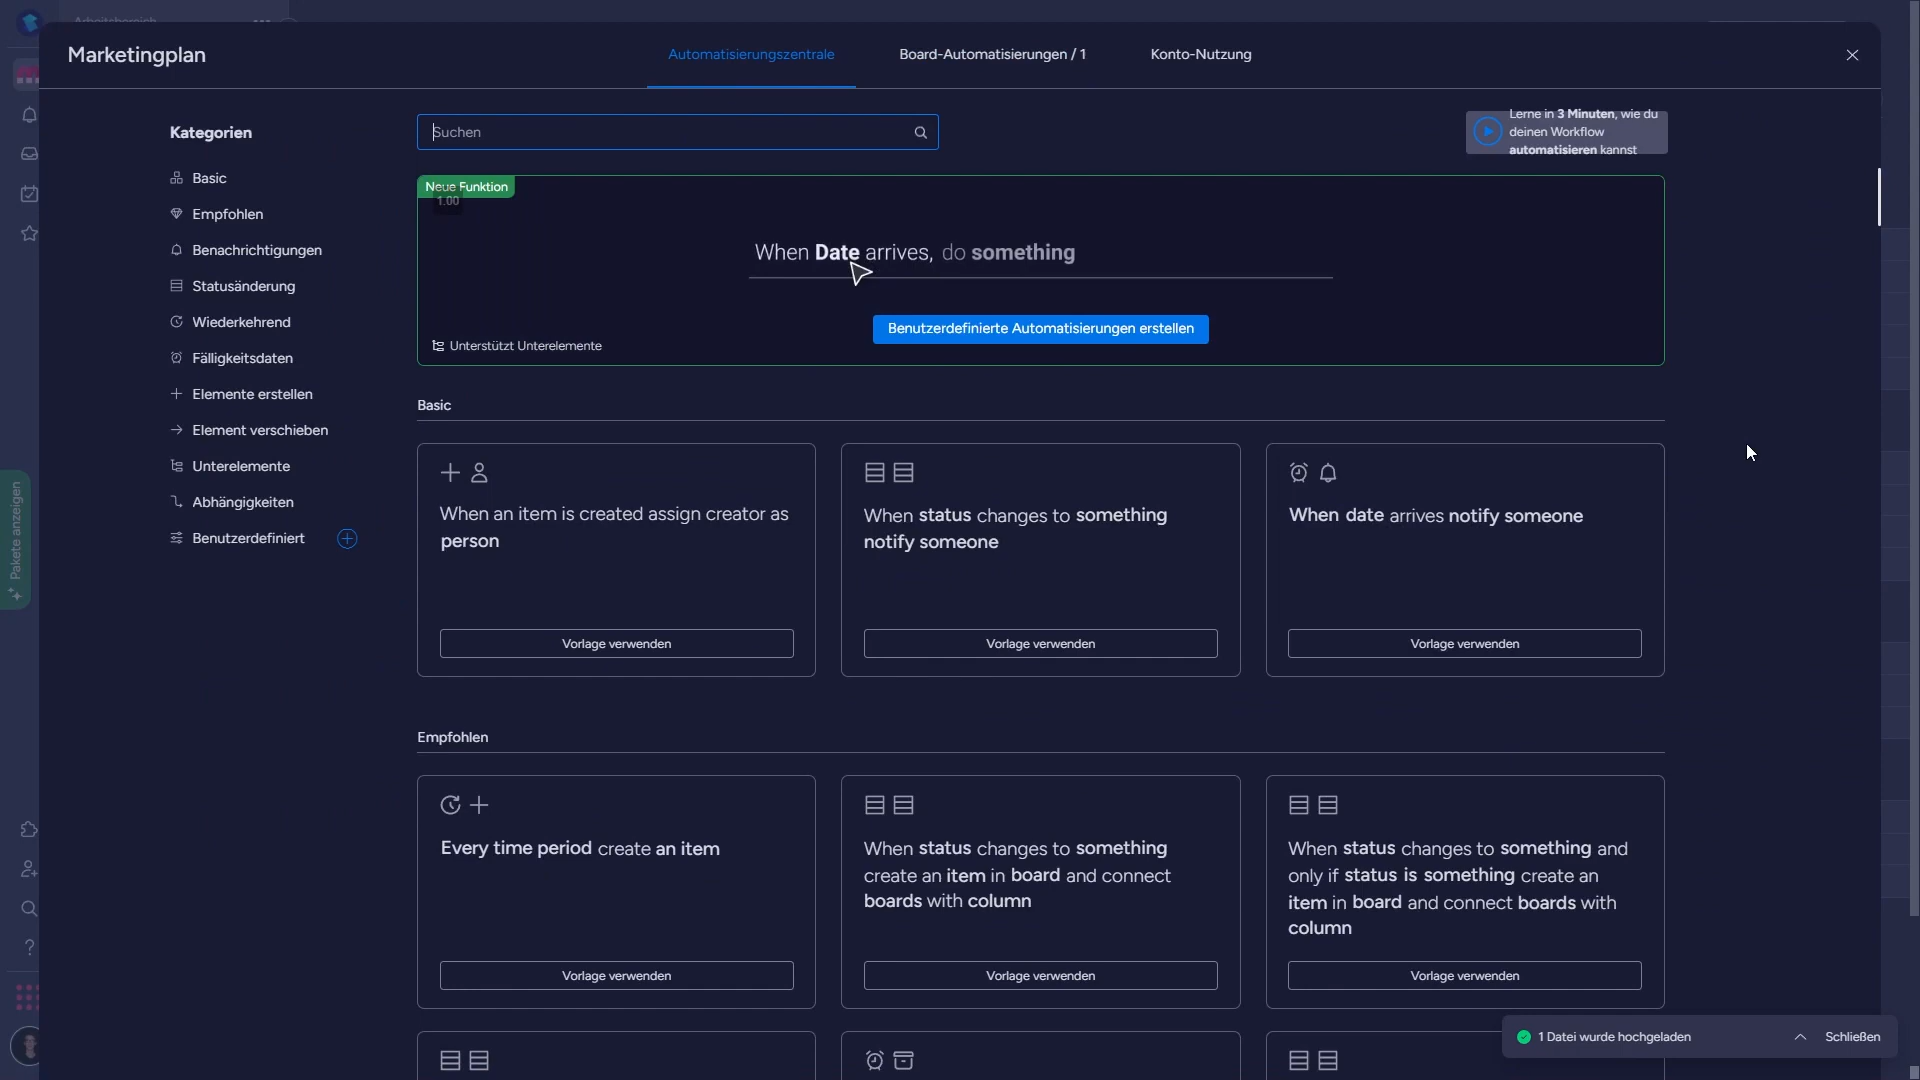 Arbeitsbereich
Marketingplan
Automatisierungszentrale
Board-Automatisierungen / 1
Konto-Nutzung
Kategorien
Basic
Empfohlen
Benachrichtigungen
Statusänderung
Wiederkehrend
Fälligkeitsdaten
Elemente erstellen
Element verschieben
Unterelemente
Abhängigkeiten
Benutzerdefiniert
Pakete anzeigen
Suchen
Lerne in 3 Minuten, wie du
deinen Workflow
automatisieren kannst
Neue Funktion
1.00
When Date arrives, do something
Benutzerdefinierte Automatisierungen erstellen
Unterstützt Unterelemente
Basic
When an item is created assign creator as
person
Vorlage verwenden
When status changes to something
notify someone
Vorlage verwenden
When date arrives notify someone
Vorlage verwenden
Empfohlen
Every time period create an item
Vorlage verwenden
When status changes to something
create an item in board and connect
boards with column
Vorlage verwenden
When status changes to something and
only if status is something create an
item in board and connect boards with
column
Vorlage verwenden
1 Datei wurde hochgeladen
Schließen